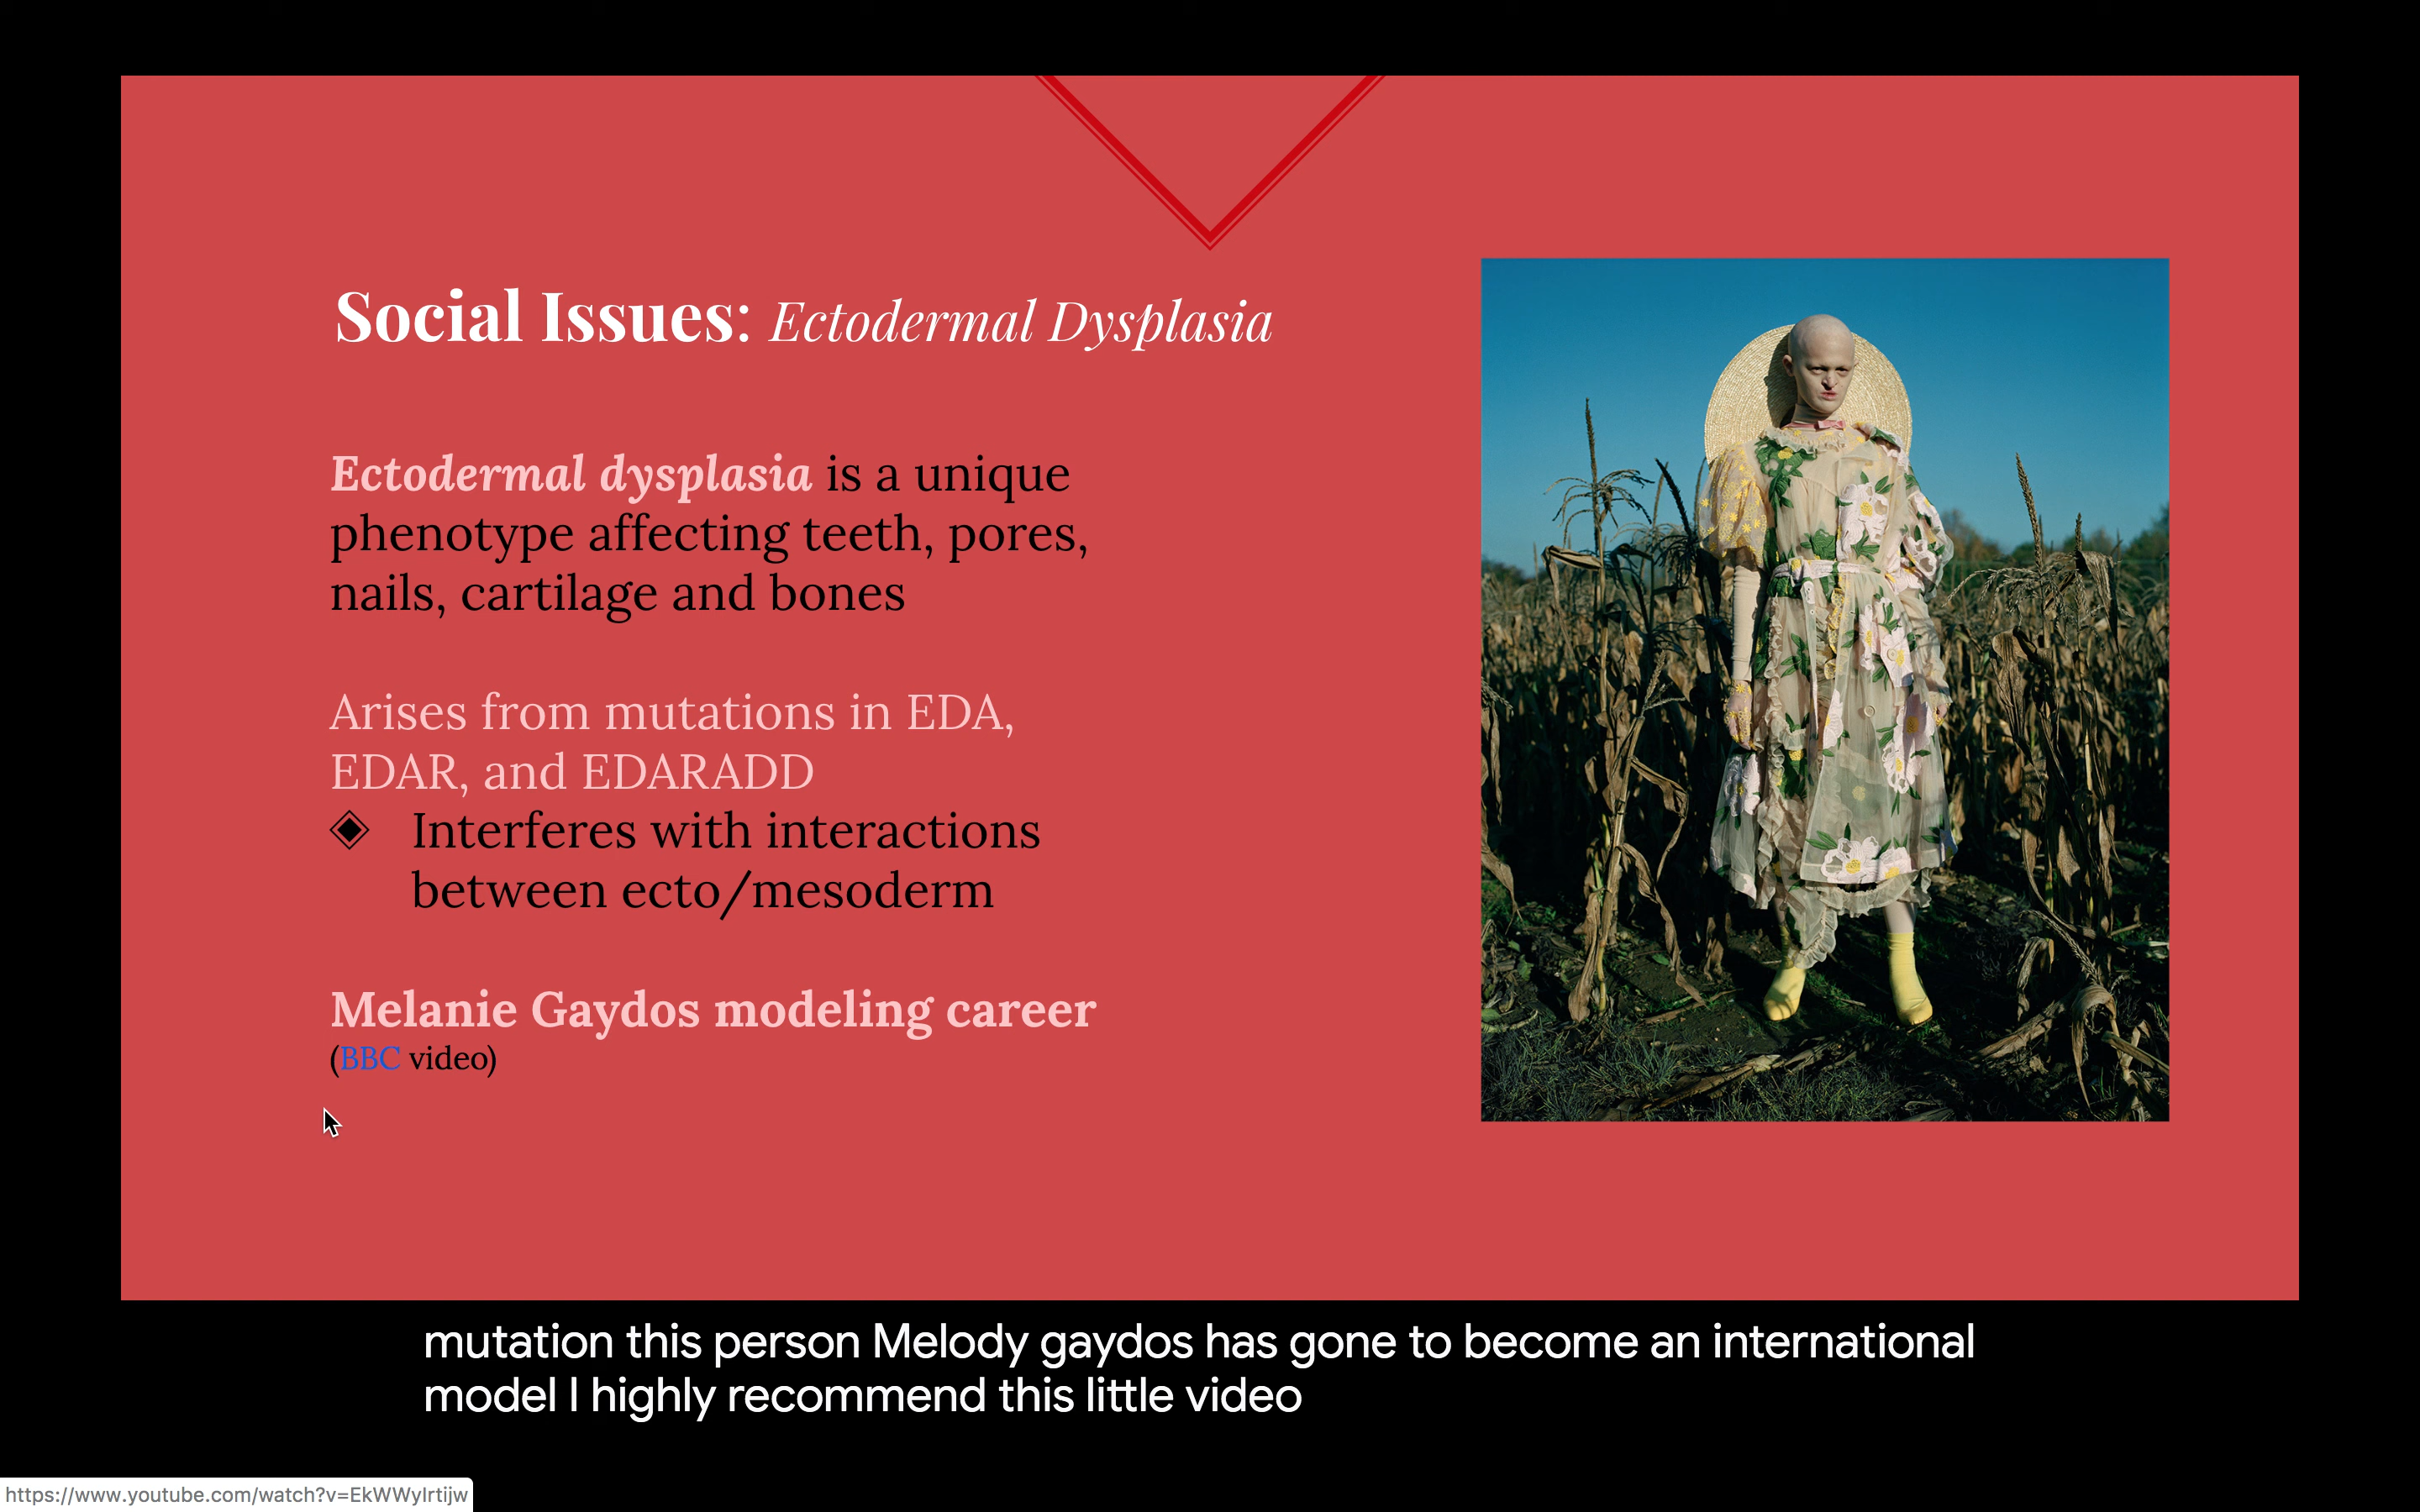 Social Issues: Ectodermal Dysplasia
Ectodermal dysplasia is a unique
phenotype affecting teeth, pores,
nails, cartilage and bones
Arises from mutations in EDA,
EDAR, and EDARADD
Interferes with interactions
between ecto/mesoderm
Melanie Gaydos modeling career
(BBC video)
mutation this person Melody gaydos has gone to become an international
model I highly recommend this little video
https://www.youtube.com/watch?v=EkWWylrtijw